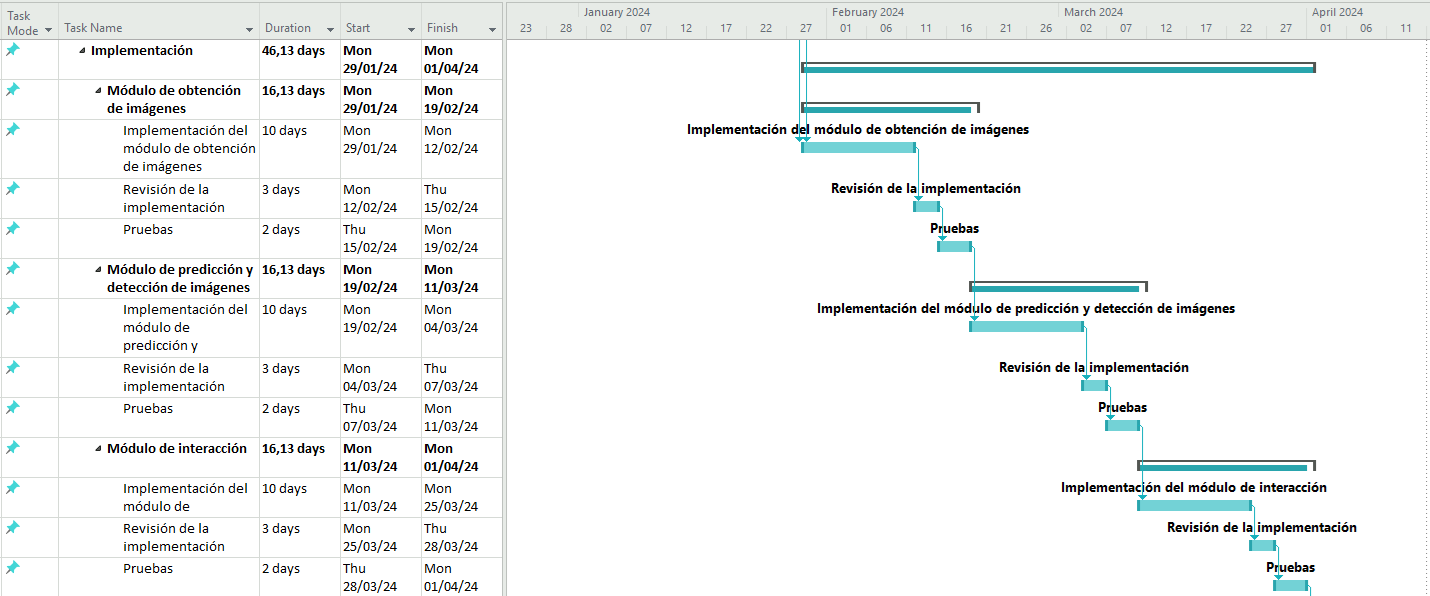 Task
Mode
Task Name
Duration
Start
Finish
January 2024
February 2024
March 2024
April 2024
23 28 02 07 12 17 22 27 01 06 11 16 21 26 02 07 12 17 22 27 01 06 11
Implementación 46,13 days Mon Mon
29/01/24 01/04/24
Módulo de obtención 16,13 days Mon Mon
de imágenes 29/01/24 19/02/24
Implementación del 10 days Mon Mon
módulo de obtención 29/01/24 12/02/24
de imágenes
Implementación del módulo de obtención de imágenes
Revisión de la 3 days Mon Thu
implementación 12/02/24 15/02/24
Revisión de la implementación
Pruebas 2 days Thu Mon
15/02/24 19/02/24
Pruebas
Módulo de predicción y 16,13 days Mon Mon
detección de imágenes 19/02/24 11/03/24
Implementación del 10 days Mon Mon
módulo de 19/02/24 04/03/24
predicción y
Implementación del módulo de predicción y detección de imágenes
Revisión de la 3 days Mon Thu
implementación 04/03/24 07/03/24
Revisión de la implementación
Pruebas 2 days Thu Mon
07/03/24 11/03/24
Pruebas
Módulo de interacción 16,13 days Mon Mon
11/03/24 01/04/24
Implementación del 10 days Mon Mon
módulo de 11/03/24 25/03/24
Implementación del módulo de interacción
Revisión de la 3 days Mon Thu
implementación 25/03/24 28/03/24
Revisión de la implementación
Pruebas 2 days Thu Mon
28/03/24 01/04/24
Pruebas